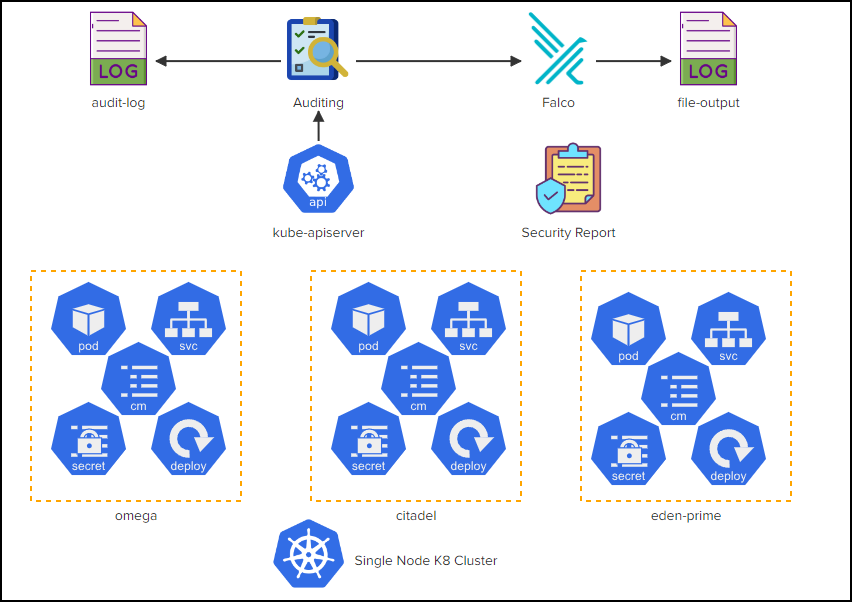 LOG
LOG
audit-log
Auditing
Falco
file-output
api
kube-apiserver
Security Report
pod
svc
cm
secret
deploy
omega
pod
svc
cm
secret
deploy
citadel
pod
svc
cm
secret
deploy
eden-prime
Single Node K8 Cluster